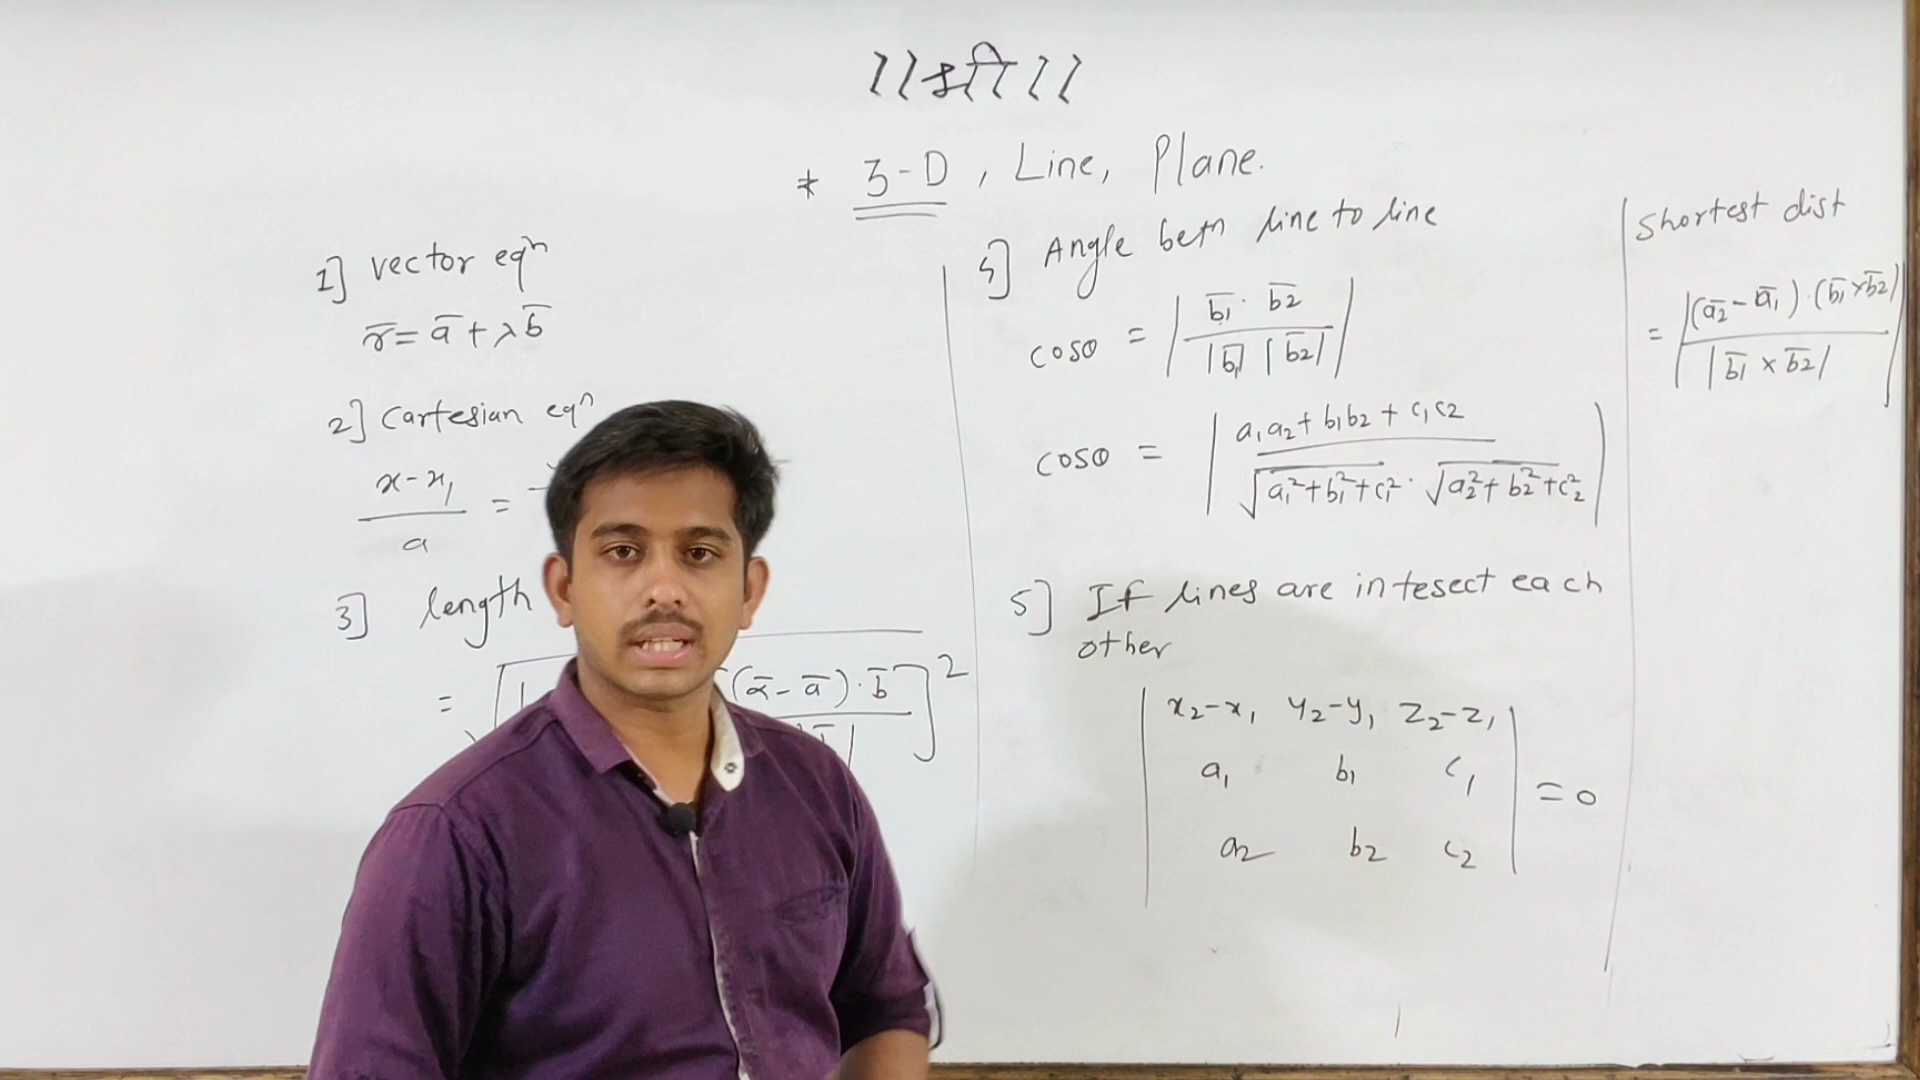 ।।श्री।।
* 3-D, Line, Plane.
1] vector eqⁿ
r̅ = a̅ + λb̅
2] Cartesian eqⁿ
x-x₁/a =
3] length
= √ (α̅ - a̅)·b̅ ]²
4] Angle betn line to line
cosθ = | b̅₁ · b̅₂ / |b̅₁| |b̅₂| |
cosθ = | a₁a₂ + b₁b₂ + c₁c₂ / √a₁²+b₁²+c₁² · √a₂²+b₂²+c₂² |
5] If lines are intesect each
other
| x₂-x₁ y₂-y₁ z₂-z₁ |
| a₁ b₁ c₁ | = 0
| a₂ b₂ c₂ |
Shortest dist
= | (a̅₂ - a̅₁)·(b̅₁ × b̅₂) / |b̅₁ × b̅₂| |